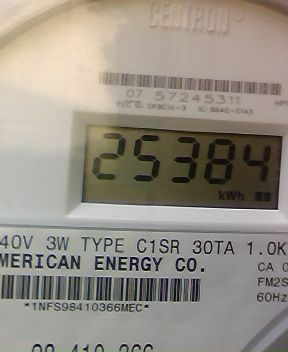 CENTRON
07 57245311
25384
kWh
40V 3W TYPE C1SR 30TA 1.0K
MERICAN ENERGY CO.
CA 0
FM2S
*1NFS98410366MEC*
60Hz